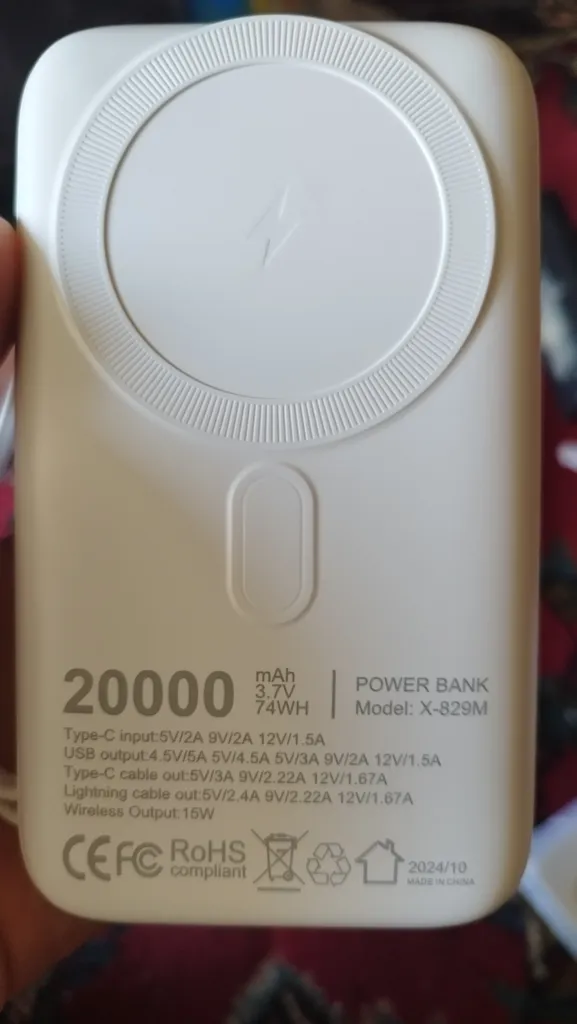 20000 mAh
3.7V
74WH
POWER BANK
Model: X-829M
Type-C input:5V/2A 9V/2A 12V/1.5A
USB output:4.5V/5A 5V/4.5A 5V/3A 9V/2A 12V/1.5A
Type-C cable out:5V/3A 9V/2.22A 12V/1.67A
Lightning cable out:5V/2.4A 9V/2.22A 12V/1.67A
Wireless Output:15W
CE FC RoHS
compliant
2024/10
MADE IN CHINA